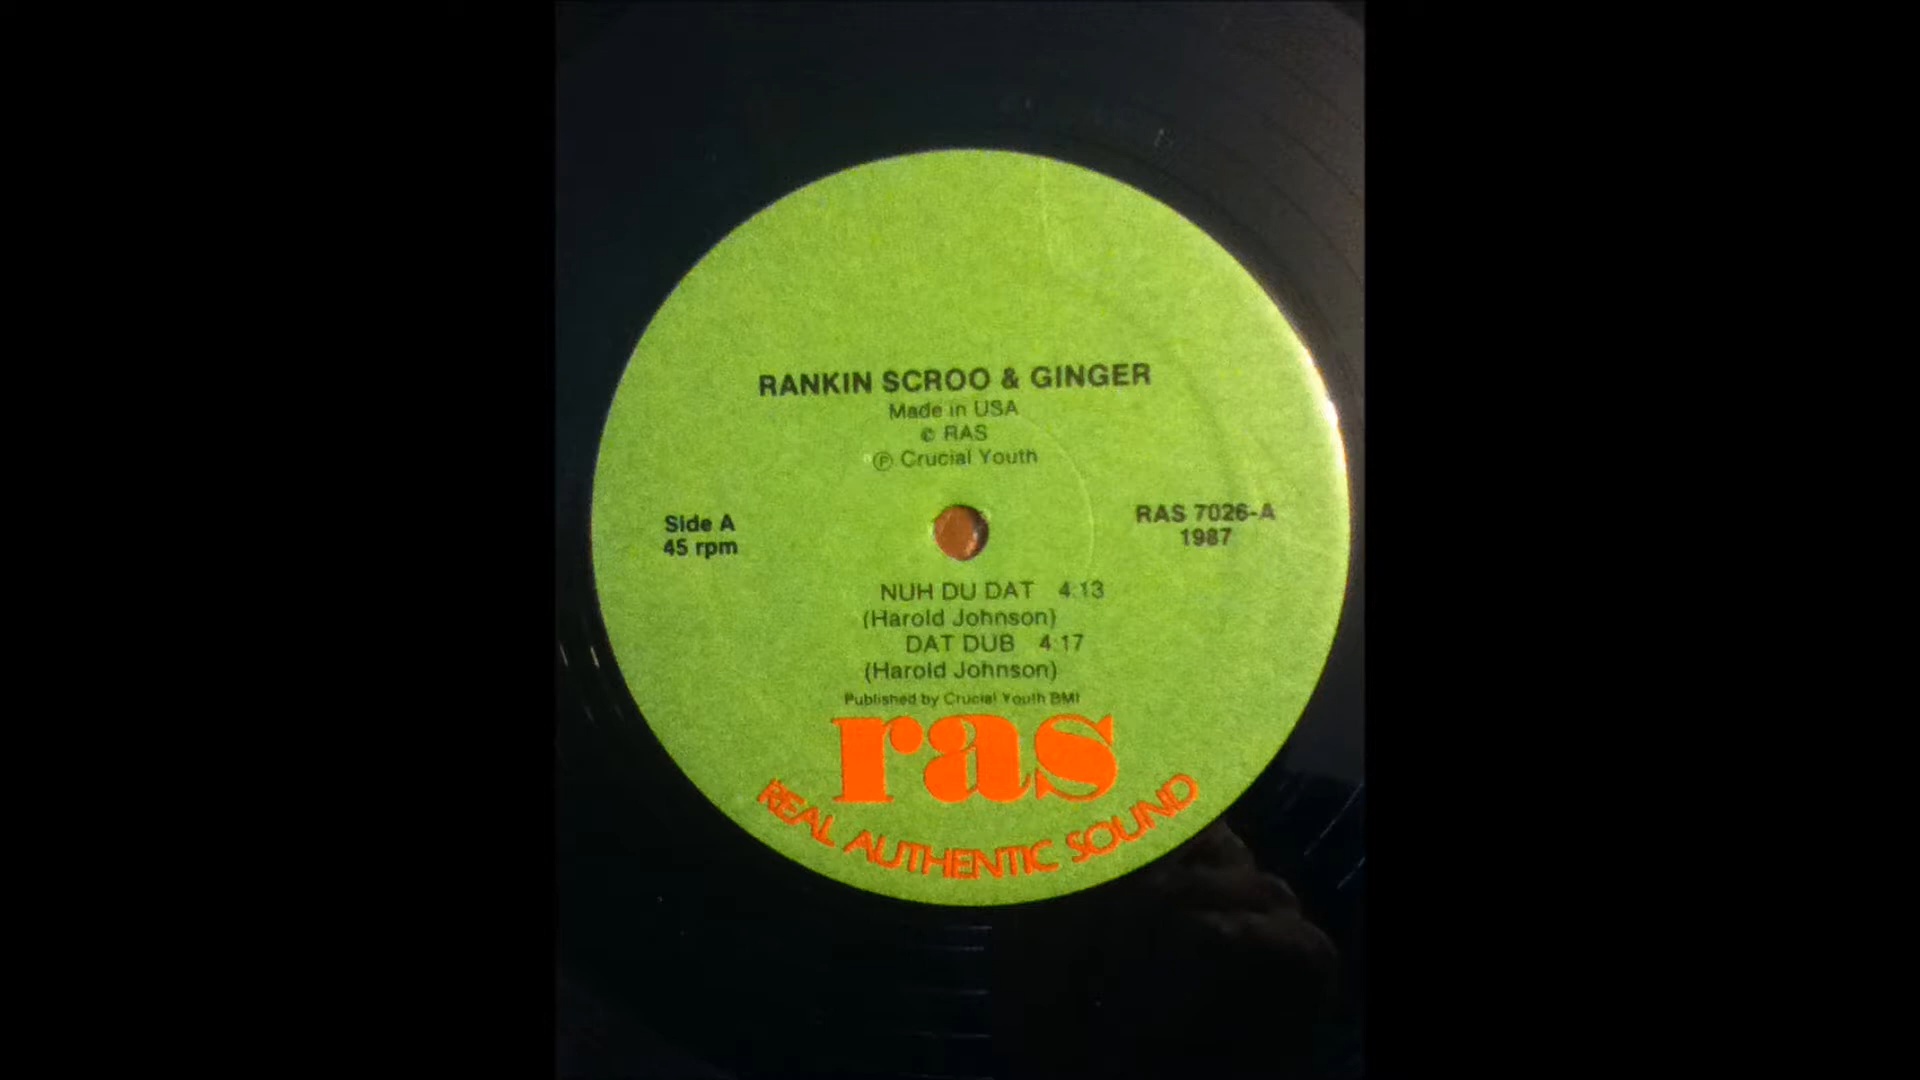 RANKIN SCROO & GINGER
Made in USA
© RAS
℗ Crucial Youth
Side A
45 rpm
RAS 7026-A
1987
NUH DU DAT 4:13
(Harold Johnson)
DAT DUB 4:17
(Harold Johnson)
Published by Crucial Youth BMI
ras
REAL AUTHENTIC SOUND